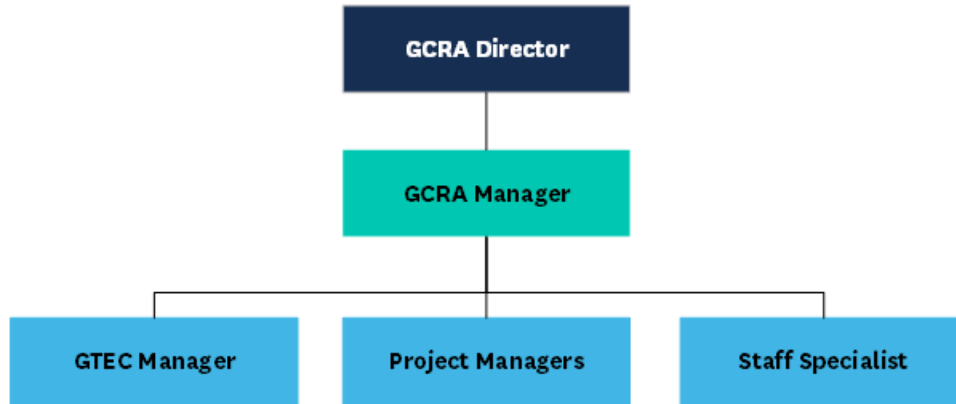 GCRA Director
GCRA Manager
GTEC Manager
Project Managers
Staff Specialist